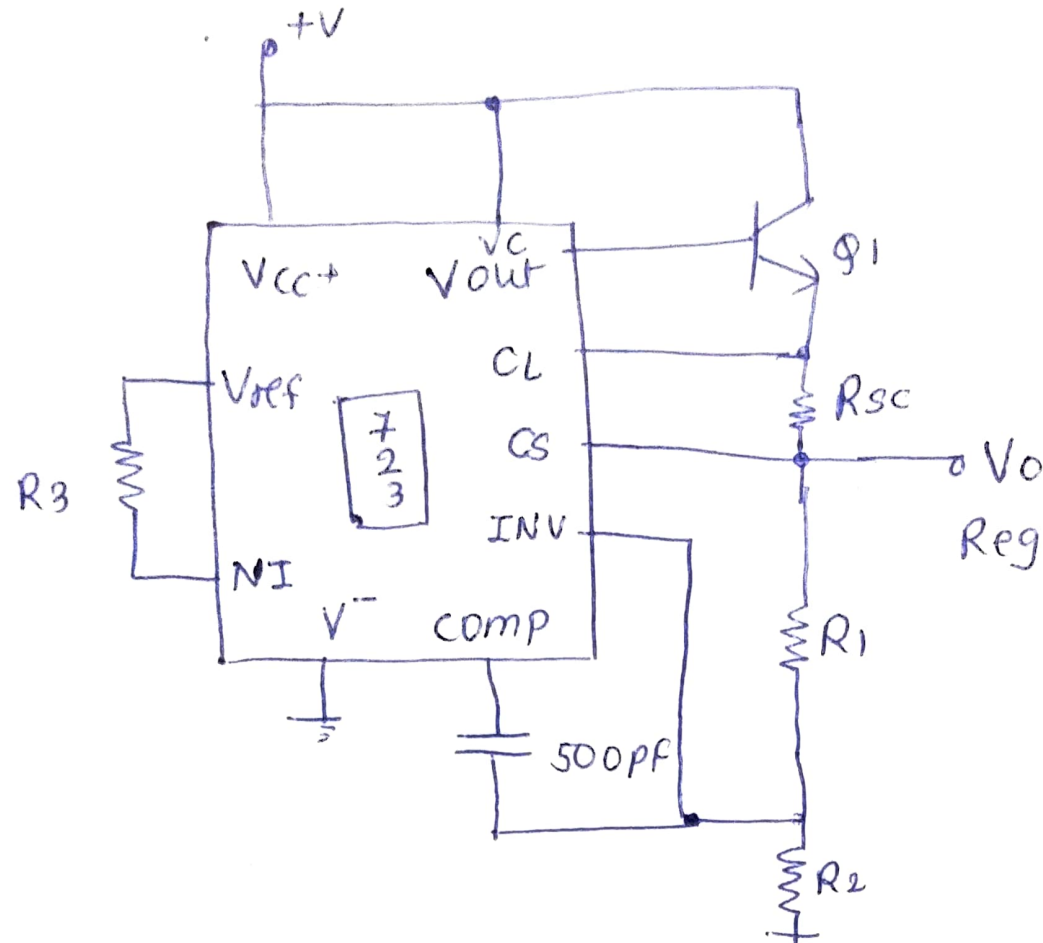 +V
VCC+
VC
Vout
Q1
CL
Vref
Rsc
7
2
3
CS
Vo
Reg
R3
INV
NI
V-
comp
R1
500pf
R2